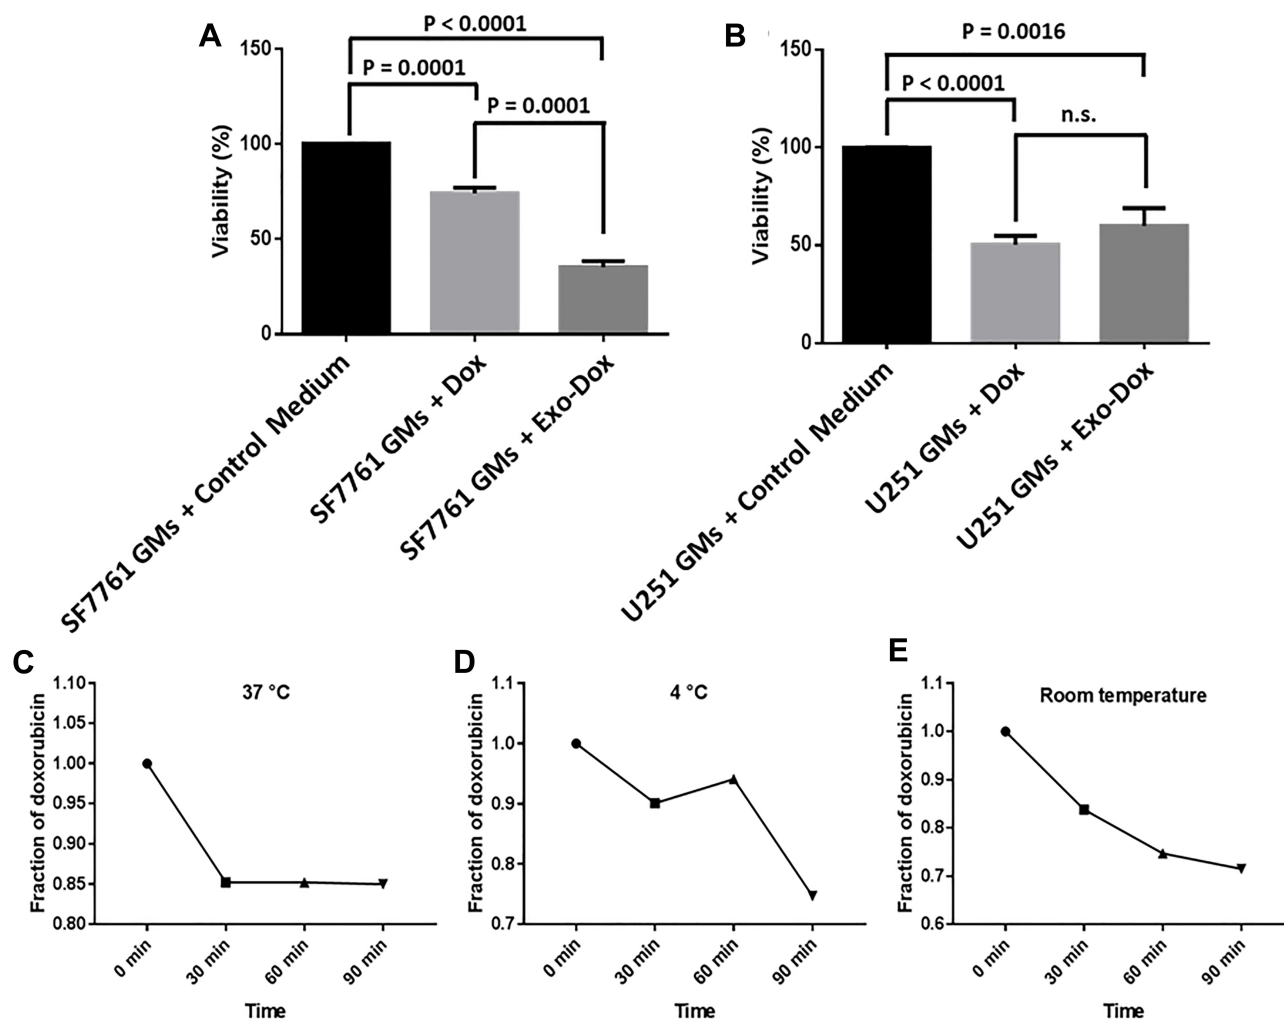 A
P < 0.0001
P = 0.0001
P = 0.0001
150
100
50
0
Viability (%)
SF7761 GMs + Control Medium
SF7761 GMs + Dox
SF7761 GMs + Exo-Dox
B
P = 0.0016
P < 0.0001
n.s.
150
100
50
0
Viability (%)
U251 GMs + Control Medium
U251 GMs + Dox
U251 GMs + Exo-Dox
C
37 °C
1.10
1.05
1.00
0.95
0.90
0.85
0.80
Fraction of doxorubicin
0 min
30 min
60 min
90 min
Time
D
4 °C
1.1
1.0
0.9
0.8
0.7
Fraction of doxorubicin
0 min
30 min
60 min
90 min
Time
E
Room temperature
1.1
1.0
0.9
0.8
0.7
0.6
Fraction of doxorubicin
0 min
30 min
60 min
90 min
Time